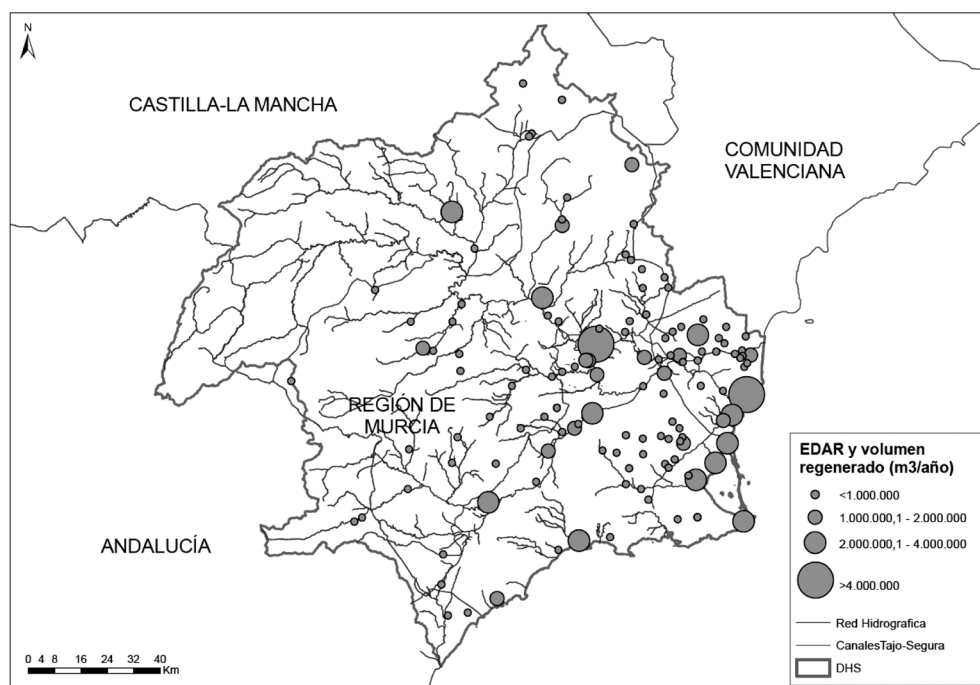 N
CASTILLA-LA MANCHA
COMUNIDAD
VALENCIANA
REGIÓN DE
MURCIA
ANDALUCÍA
EDAR y volumen
regenerado (m3/año)
<1.000.000
1.000.000,1 - 2.000.000
2.000.000,1 - 4.000.000
>4.000.000
Red Hidrografica
CanalesTajo-Segura
DHS
0 4 8 16 24 32 40
Km